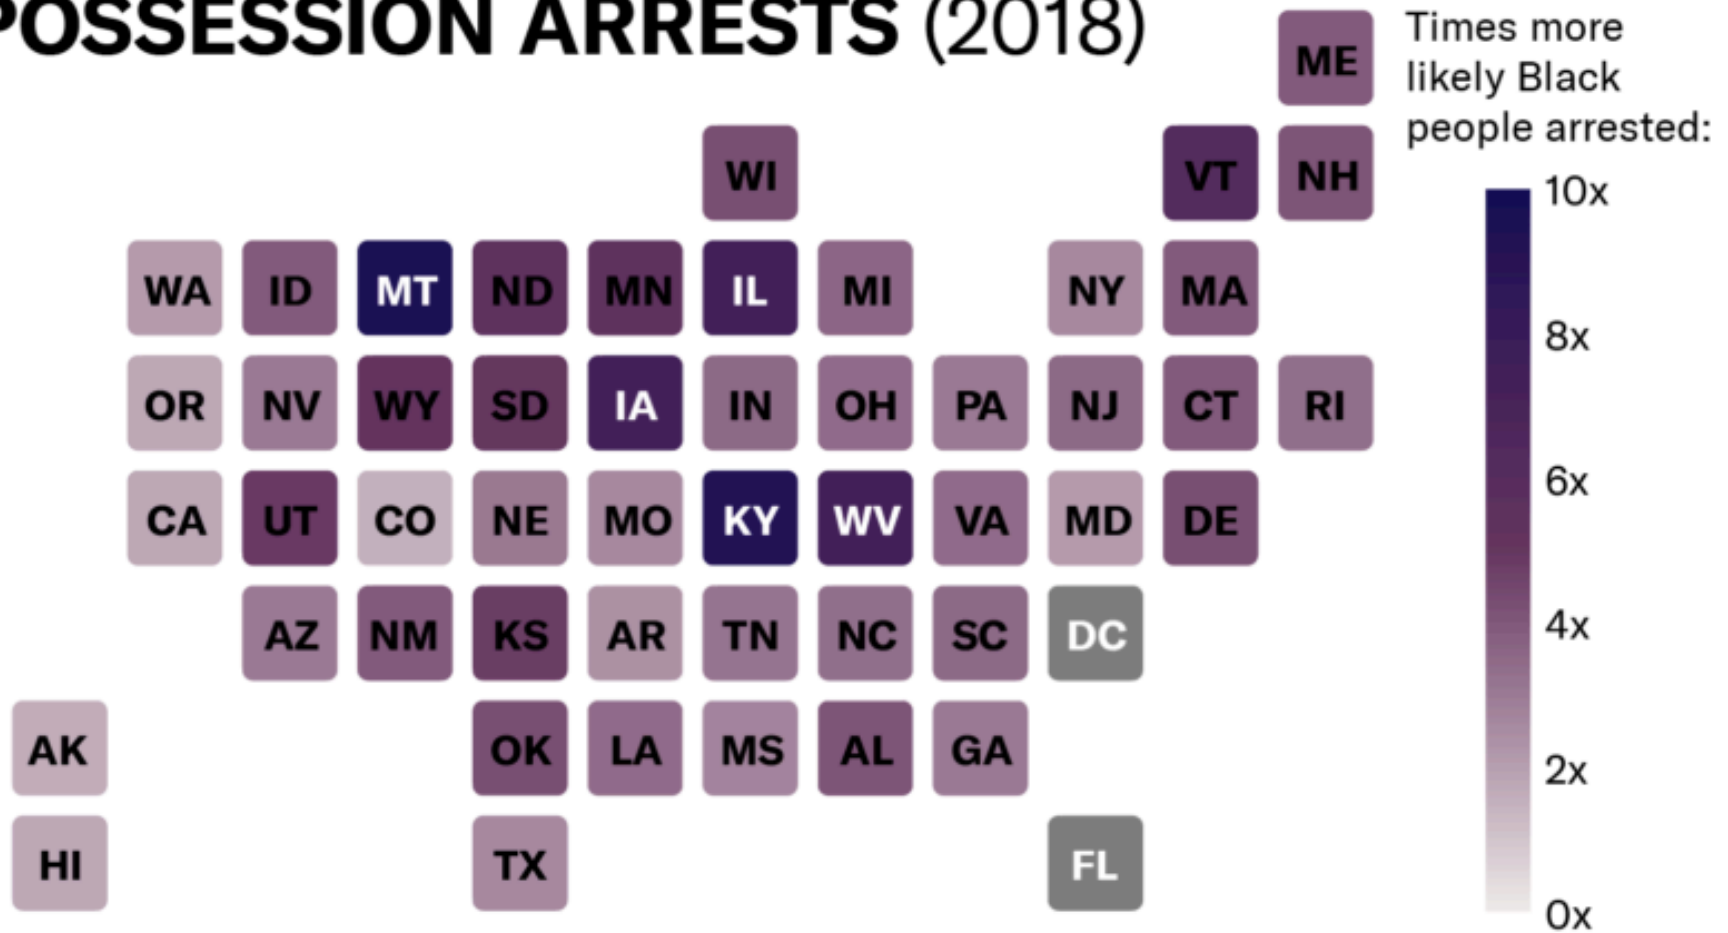 POSSESSION ARRESTS (2018)
Times more
likely Black
people arrested:
ME
WI VT NH
10x
WA ID MT ND MN IL MI NY MA
8x
OR NV WY SD IA IN OH PA NJ CT RI
6x
CA UT CO NE MO KY WV VA MD DE
AZ NM KS AR TN NC SC DC
4x
AK OK LA MS AL GA
2x
HI TX FL
0x